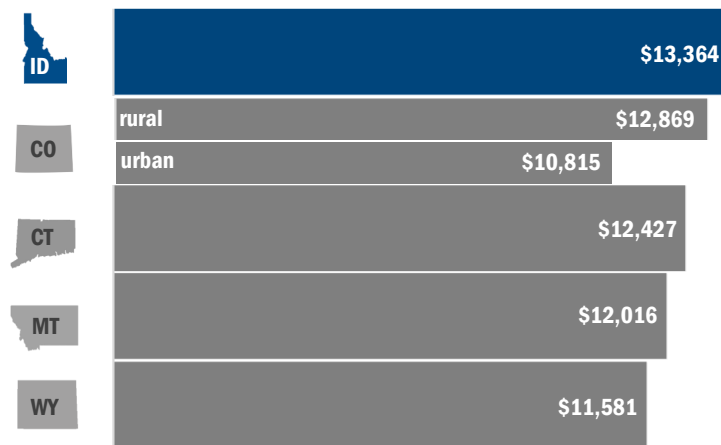 ID $13,364
rural $12,869
CO
urban $10,815
CT $12,427
MT $12,016
WY $11,581